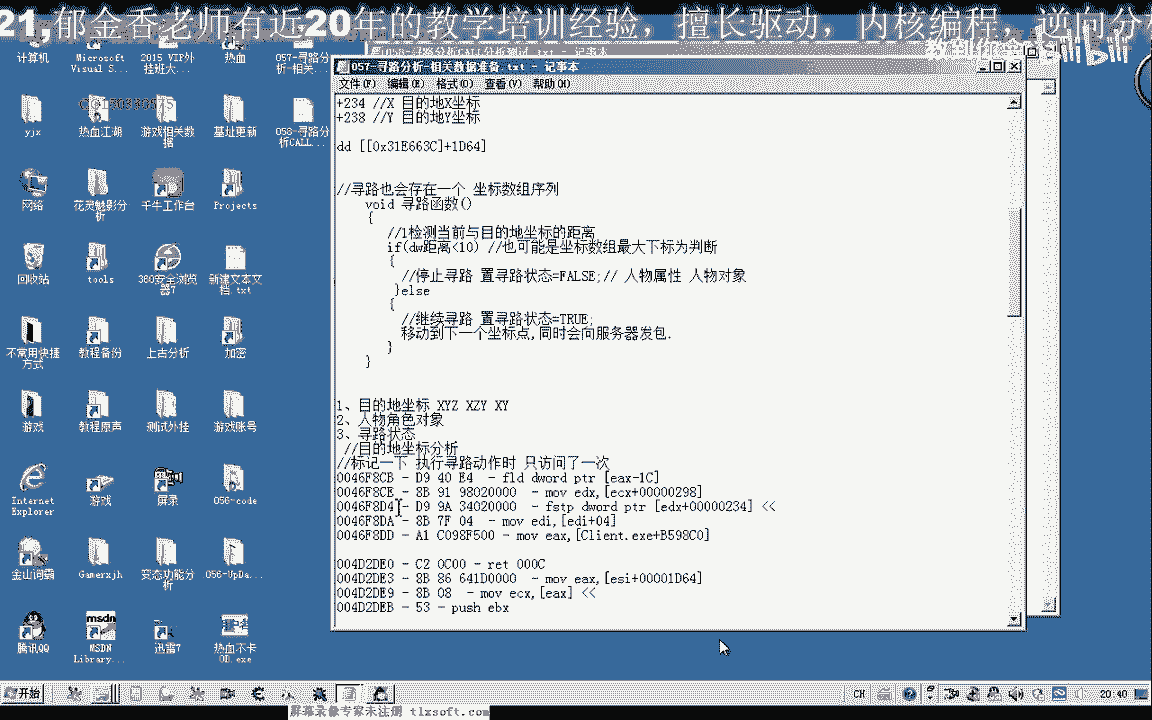 21,郁金香老师有近20年的教学培训经验，擅长驱动，内核编程，逆向分析
bilibili
计算机
Microsoft Visual S...
2015 VIP外挂班大...
热血
057-寻路分析-相关...
yjx
热血江湖
游戏相关数据
基址更新
058-寻路分析CALL...
网络
花灵魅影分析
千牛工作台
Projects
回收站
tools
360安全浏览器7
新建文本文档.txt
不常用快捷方式
教程备份
上古分析
加密
游戏
教程原声
测试外挂
游戏账号
Internet Explorer
游戏
屏录
056-code
金山词霸
Gamerxjh
变态功能分析
056-UpDa...
腾讯QQ
MSDN Library...
迅雷7
热血不卡OB.exe
058-寻路分析CALL分析测试.txt - 记事本
057-寻路分析-相关数据准备.txt - 记事本
文件(F) 编辑(E) 格式(O) 查看(V) 帮助(H)
+234 //X 目的地X坐标
+238 //Y 目的地Y坐标
dd [[0x31E663C]+1D64]
//寻路也会存在一个 坐标数组序列
void 寻路函数()
{
//1检测当前与目的地坐标的距离
if(dw距离<10) //也可能是坐标数组最大下标为判断
{
//停止寻路 置寻路状态=FALSE;// 人物属性 人物对象
}else
{
//继续寻路 置寻路状态=TRUE;
移动到下一个坐标点,同时会向服务器发包.
}
}
1、目的地坐标 XYZ XZY XY
2、人物角色对象
3、寻路状态
//目的地坐标分析
//标记一下 执行寻路动作时 只访问了一次
0046F8CB - D9 40 E4 - fld dword ptr [eax-1C]
0046F8CE - 8B 91 98020000 - mov edx,[ecx+00000298]
0046F8D4 - D9 9A 34020000 - fstp dword ptr [edx+00000234] <<
0046F8DA - 8B 7F 04 - mov edi,[edi+04]
0046F8DD - A1 C098F500 - mov eax,[Client.exe+B598C0]
004D2DE0 - C2 0C00 - ret 000C
004D2DE3 - 8B 86 641D0000 - mov eax,[esi+00001D64]
004D2DE9 - 8B 08 - mov ecx,[eax] <<
004D2DEB - 53 - push ebx
开始
CH
20:40
屏幕录像专家未注册 tlxsoft.com